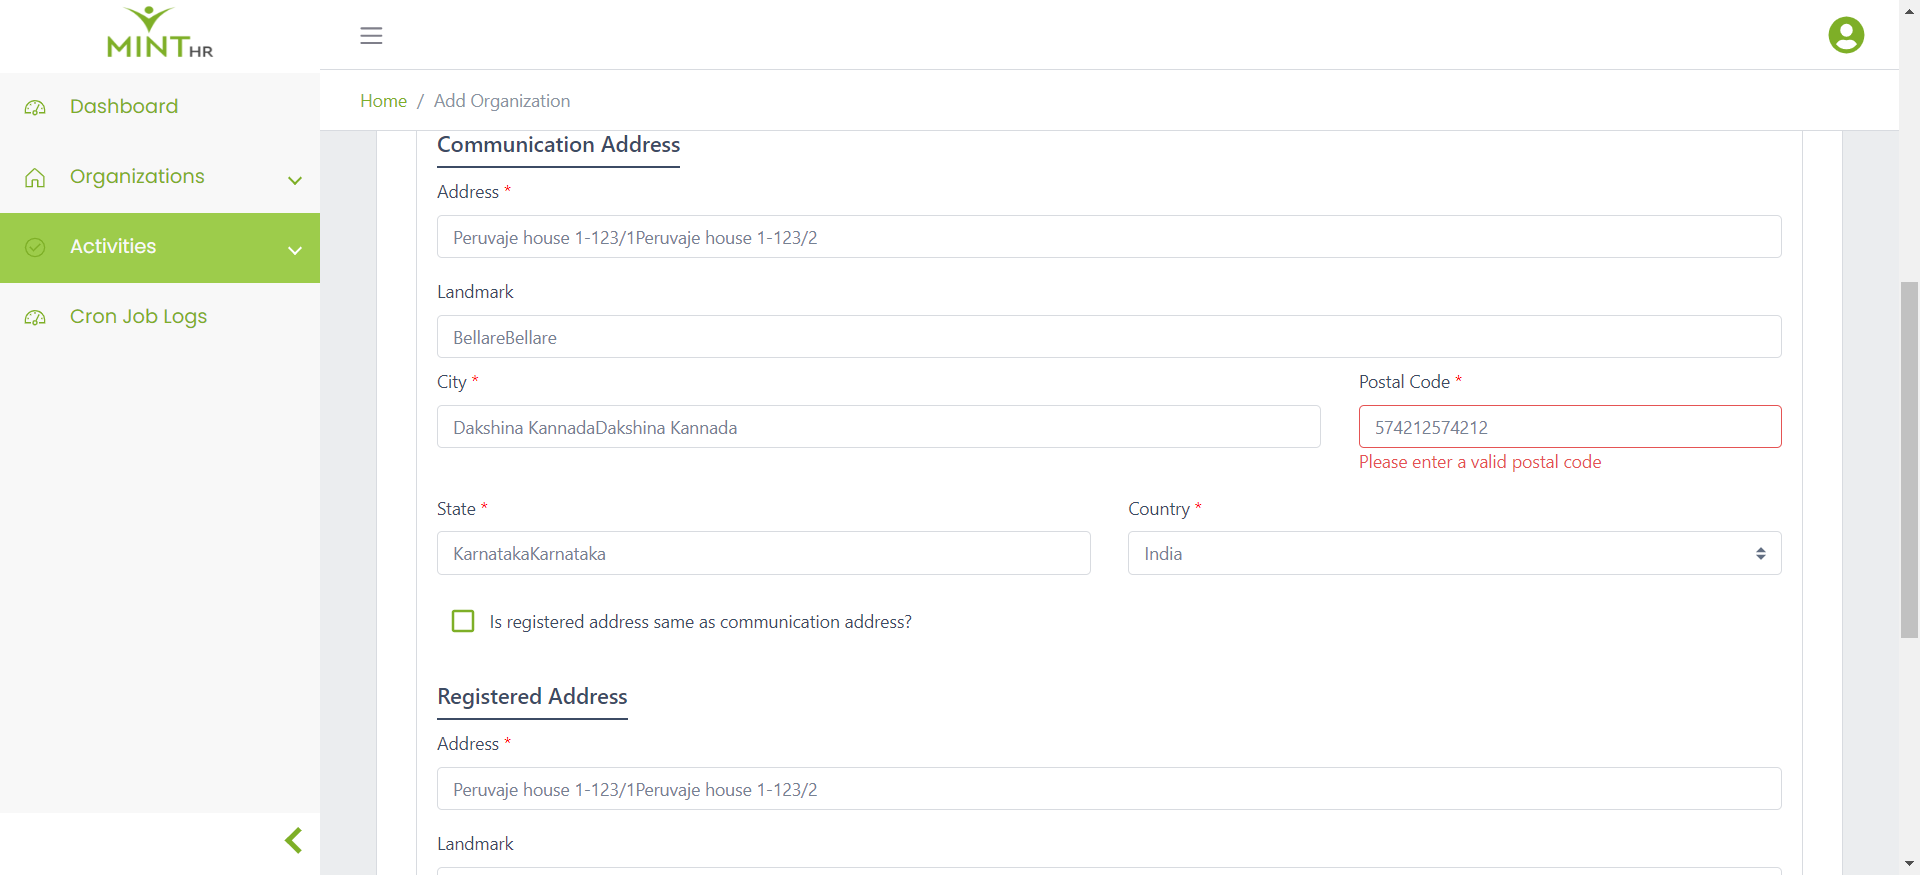 MINT HR
Home / Add Organization
Dashboard
Organizations
Activities
Cron Job Logs
Communication Address
Address *
Peruvaje house 1-123/1Peruvaje house 1-123/2
Landmark
BellareBellare
City *
Postal Code *
Dakshina KannadaDakshina Kannada
574212574212
Please enter a valid postal code
State *
Country *
KarnatakaKarnataka
India
Is registered address same as communication address?
Registered Address
Address *
Peruvaje house 1-123/1Peruvaje house 1-123/2
Landmark